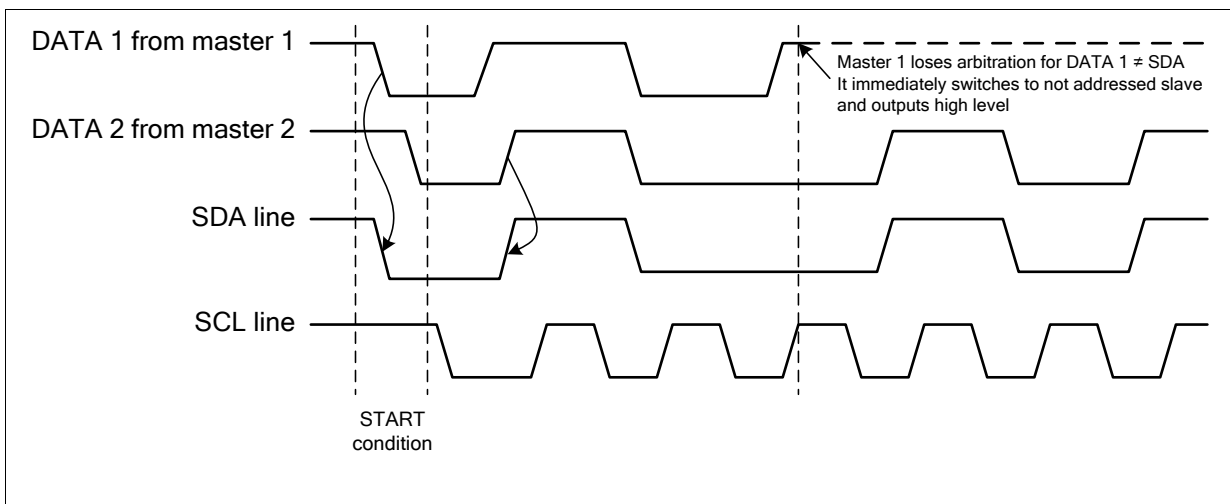 DATA 1 from master 1
Master 1 loses arbitration for DATA 1 ≠ SDA
It immediately switches to not addressed slave
and outputs high level
DATA 2 from master 2
SDA line
SCL line
START
condition